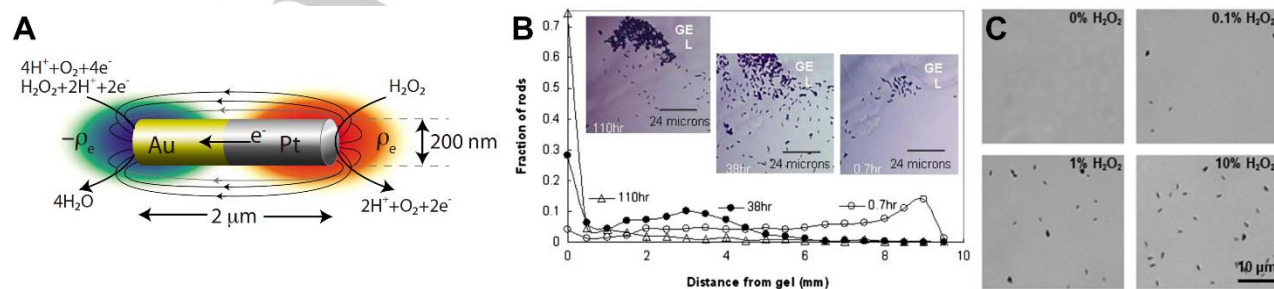 A
4H⁺+O₂+4e⁻
H₂O₂+2H⁺+2e⁻
H₂O₂
-ρₑ
Au
e⁻
Pt
ρₑ
200 nm
4H₂O
2H⁺+O₂+2e⁻
2 μm
B
Fraction of rods
0.7
0.6
0.5
0.4
0.3
0.2
0.1
0
GE
L
110hr
24 microns
GE
L
38hr
24 microns
GE
L
0.7hr
24 microns
110hr
38hr
0.7hr
0
2
4
6
8
10
Distance from gel (mm)
C
0% H₂O₂
0.1% H₂O₂
1% H₂O₂
10% H₂O₂
10 μm